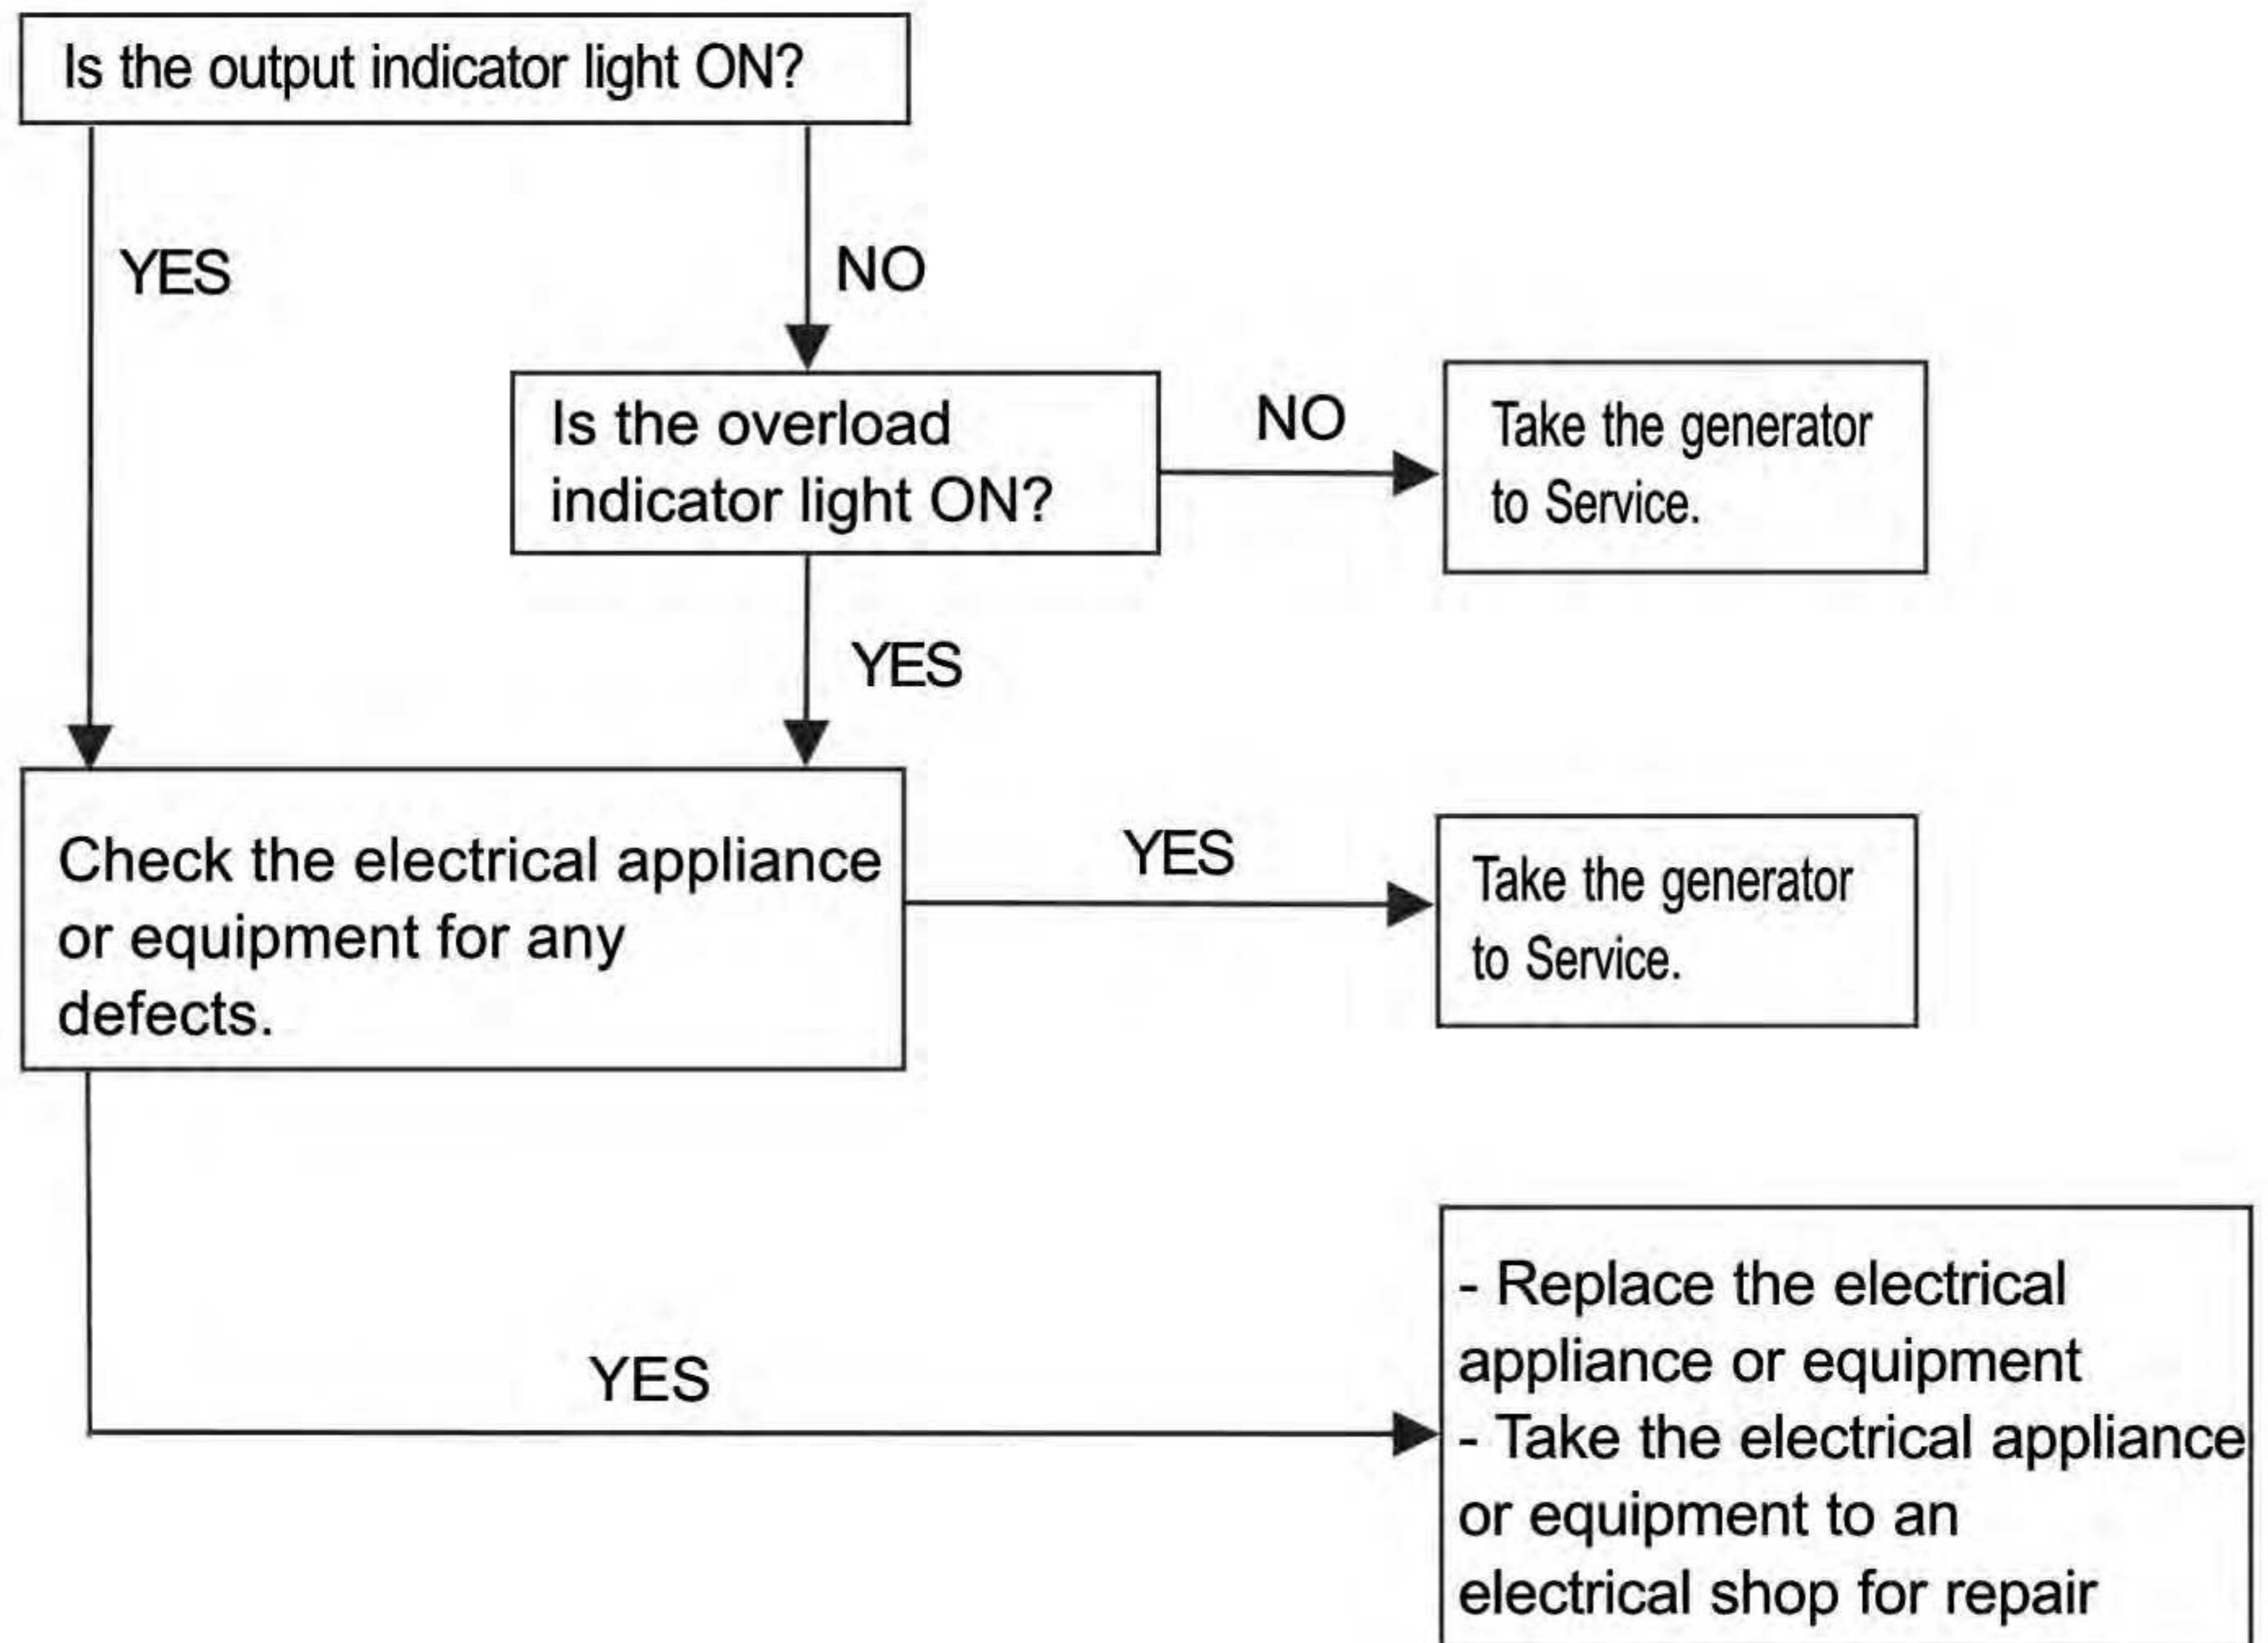 Is the output indicator light ON?
YES
NO
Is the overload
indicator light ON?
NO
Take the generator
to Service.
YES
Check the electrical appliance
or equipment for any
defects.
YES
Take the generator
to Service.
YES
- Replace the electrical
appliance or equipment
- Take the electrical appliance
or equipment to an
electrical shop for repair